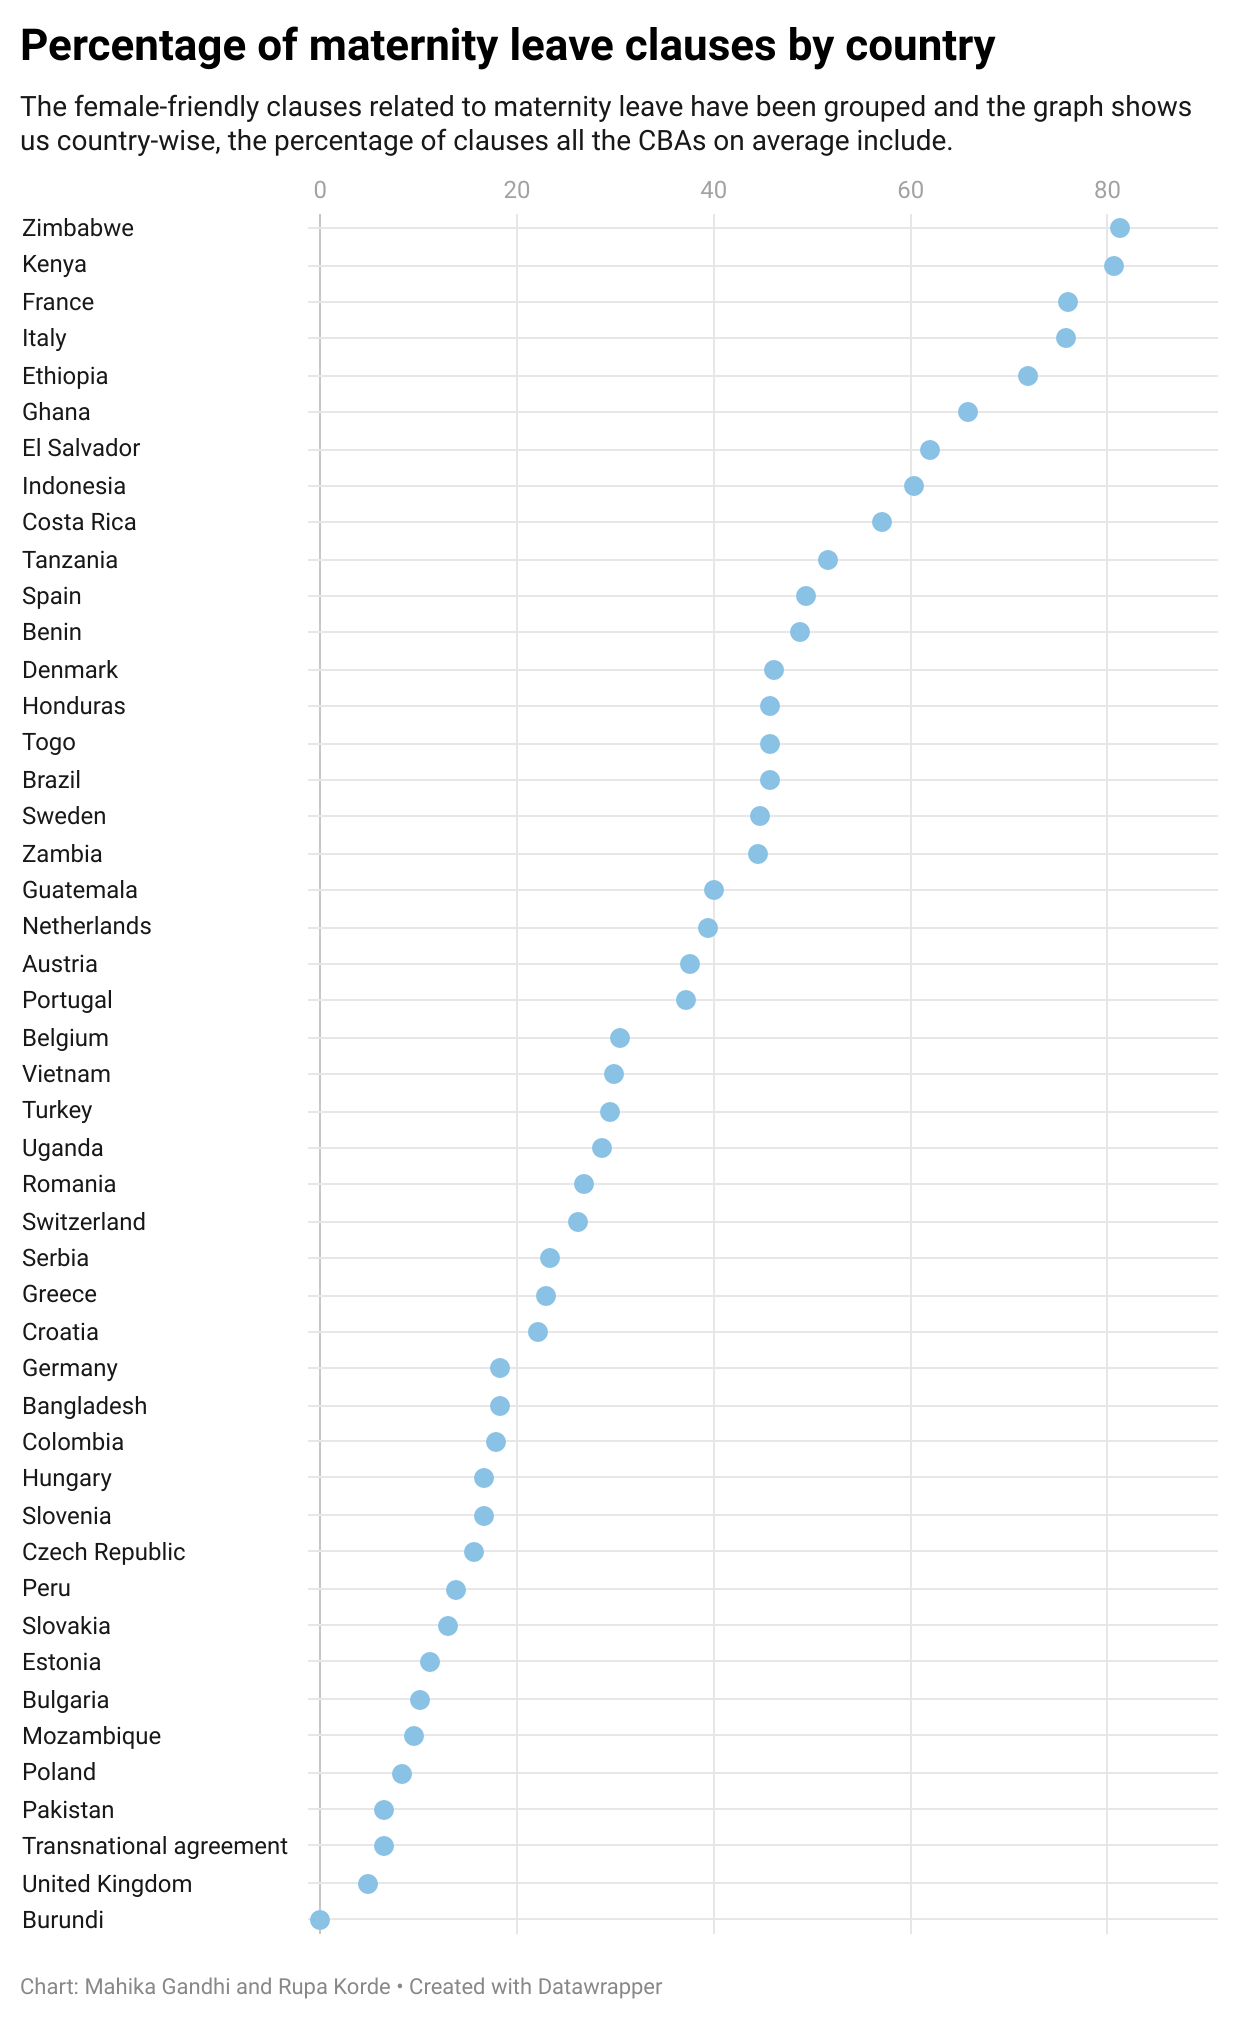 Percentage of maternity leave clauses by country
The female-friendly clauses related to maternity leave have been grouped and the graph shows
us country-wise, the percentage of clauses all the CBAs on average include.
0 20 40 60 80
Zimbabwe
Kenya
France
Italy
Ethiopia
Ghana
El Salvador
Indonesia
Costa Rica
Tanzania
Spain
Benin
Denmark
Honduras
Togo
Brazil
Sweden
Zambia
Guatemala
Netherlands
Austria
Portugal
Belgium
Vietnam
Turkey
Uganda
Romania
Switzerland
Serbia
Greece
Croatia
Germany
Bangladesh
Colombia
Hungary
Slovenia
Czech Republic
Peru
Slovakia
Estonia
Bulgaria
Mozambique
Poland
Pakistan
Transnational agreement
United Kingdom
Burundi
Chart: Mahika Gandhi and Rupa Korde • Created with Datawrapper